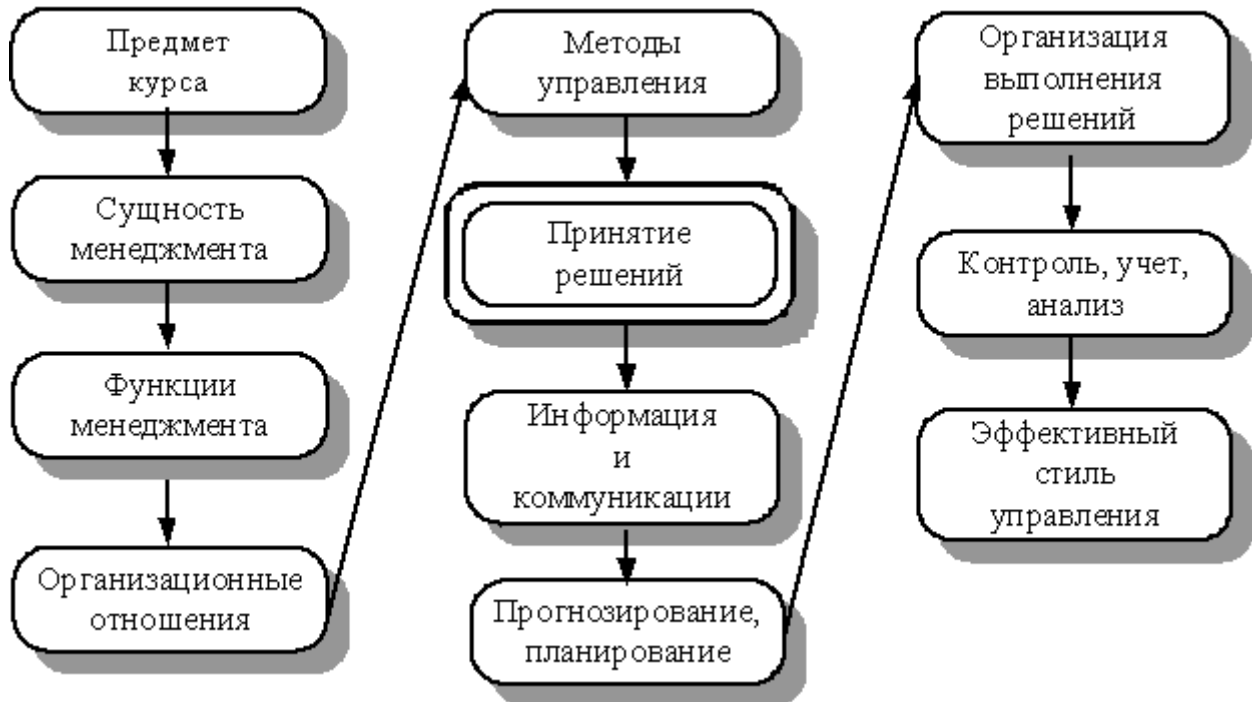 Предмет
курса
Сущность
менеджмента
Функции
менеджмента
Организационные
отношения
Методы
управления
Принятие
решений
Информация
и
коммуникации
Прогнозирование,
планирование
Организация
выполнения
решений
Контроль, учет,
анализ
Эффективный
стиль
управления